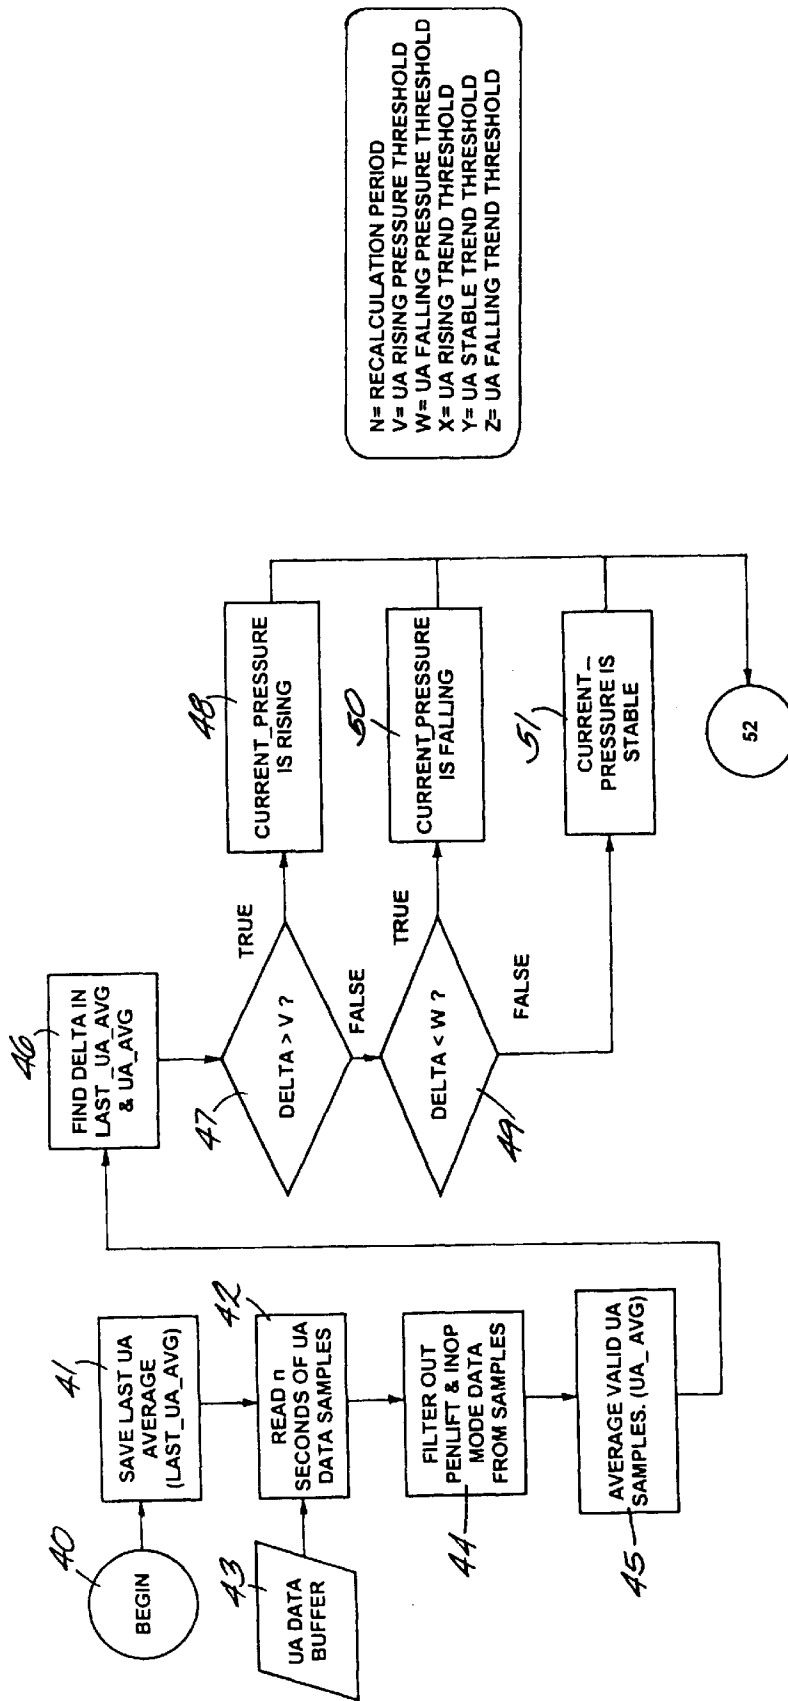 40
BEGIN
41
SAVE LAST UA
AVERAGE
(LAST_UA_AVG)
42
READ n
SECONDS OF UA
DATA SAMPLES
43
UA DATA
BUFFER
FILTER OUT
PENLIFT & INOP
MODE DATA
FROM SAMPLES
44
AVERAGE VALID UA
SAMPLES. (UA_ AVG)
45
46
FIND DELTA IN
LAST_UA_AVG
& UA_AVG
47
DELTA > V ?
TRUE
FALSE
48
CURRENT_PRESSURE
IS RISING
DELTA < W ?
49
TRUE
FALSE
50
CURRENT_PRESSURE
IS FALLING
51
CURRENT_
PRESSURE IS
STABLE
52
N= RECALCULATION PERIOD
V= UA RISING PRESSURE THRESHOLD
W= UA FALLING PRESSURE THRESHOLD
X= UA RISING TREND THRESHOLD
Y= UA STABLE TREND THRESHOLD
Z= UA FALLING TREND THRESHOLD